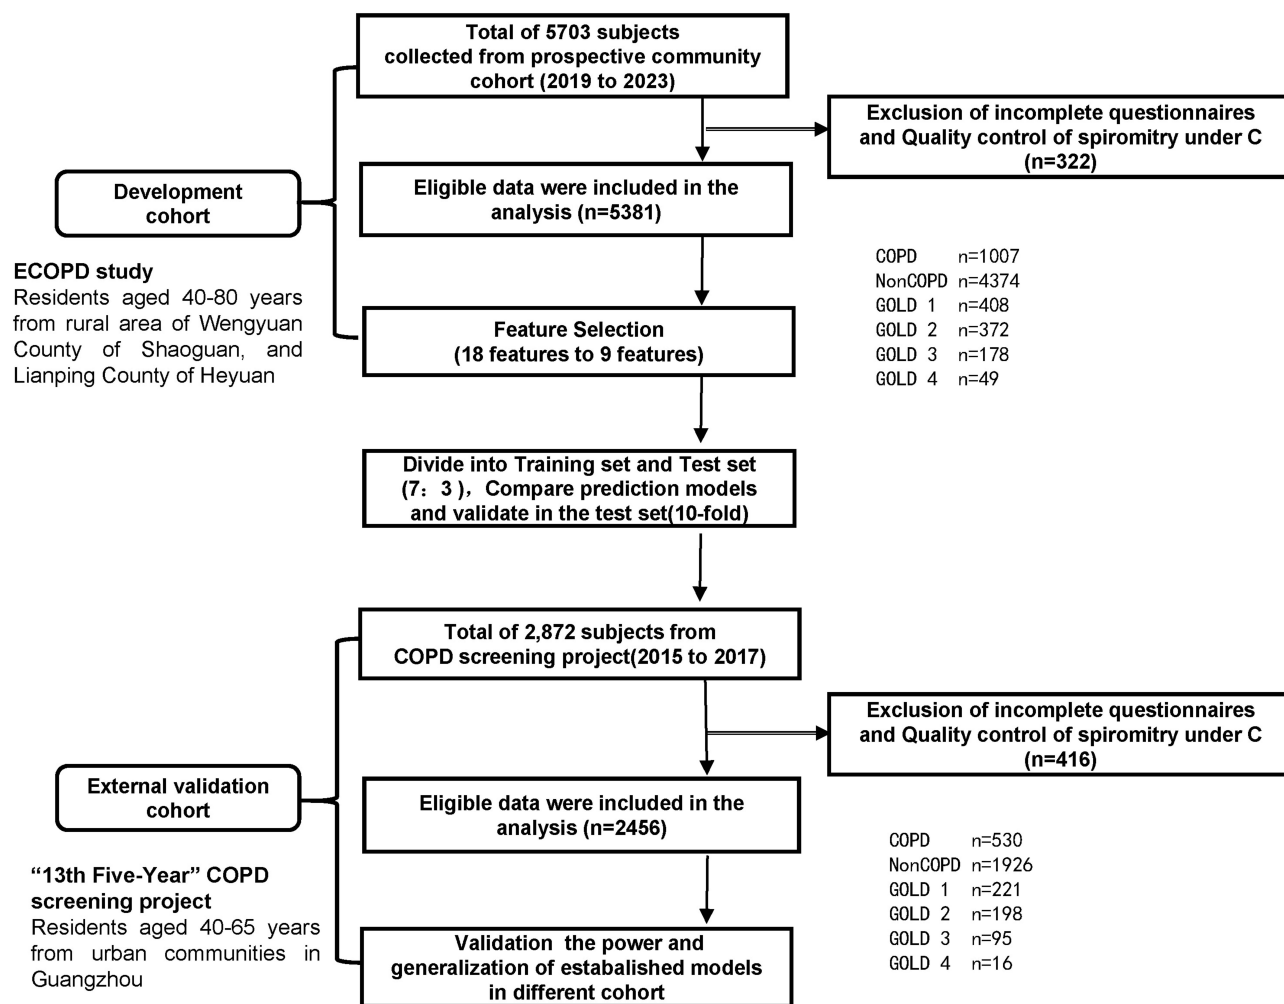 Total of 5703 subjects
collected from prospective community
cohort (2019 to 2023)
Exclusion of incomplete questionnaires
and Quality control of spiromitry under C
(n=322)
Development
cohort
Eligible data were included in the
analysis (n=5381)
ECOPD study
Residents aged 40-80 years
from rural area of Wengyuan
County of Shaoguan, and
Lianping County of Heyuan
COPD n=1007
NonCOPD n=4374
GOLD 1 n=408
GOLD 2 n=372
GOLD 3 n=178
GOLD 4 n=49
Feature Selection
(18 features to 9 features)
Divide into Training set and Test set
(7：3 )，Compare prediction models
and validate in the test set(10-fold)
Total of 2,872 subjects from
COPD screening project(2015 to 2017)
Exclusion of incomplete questionnaires
and Quality control of spiromitry under C
(n=416)
External validation
cohort
Eligible data were included in the
analysis (n=2456)
“13th Five-Year” COPD
screening project
Residents aged 40-65 years
from urban communities in
Guangzhou
COPD n=530
NonCOPD n=1926
GOLD 1 n=221
GOLD 2 n=198
GOLD 3 n=95
GOLD 4 n=16
Validation the power and
generalization of estabalished models
in different cohort